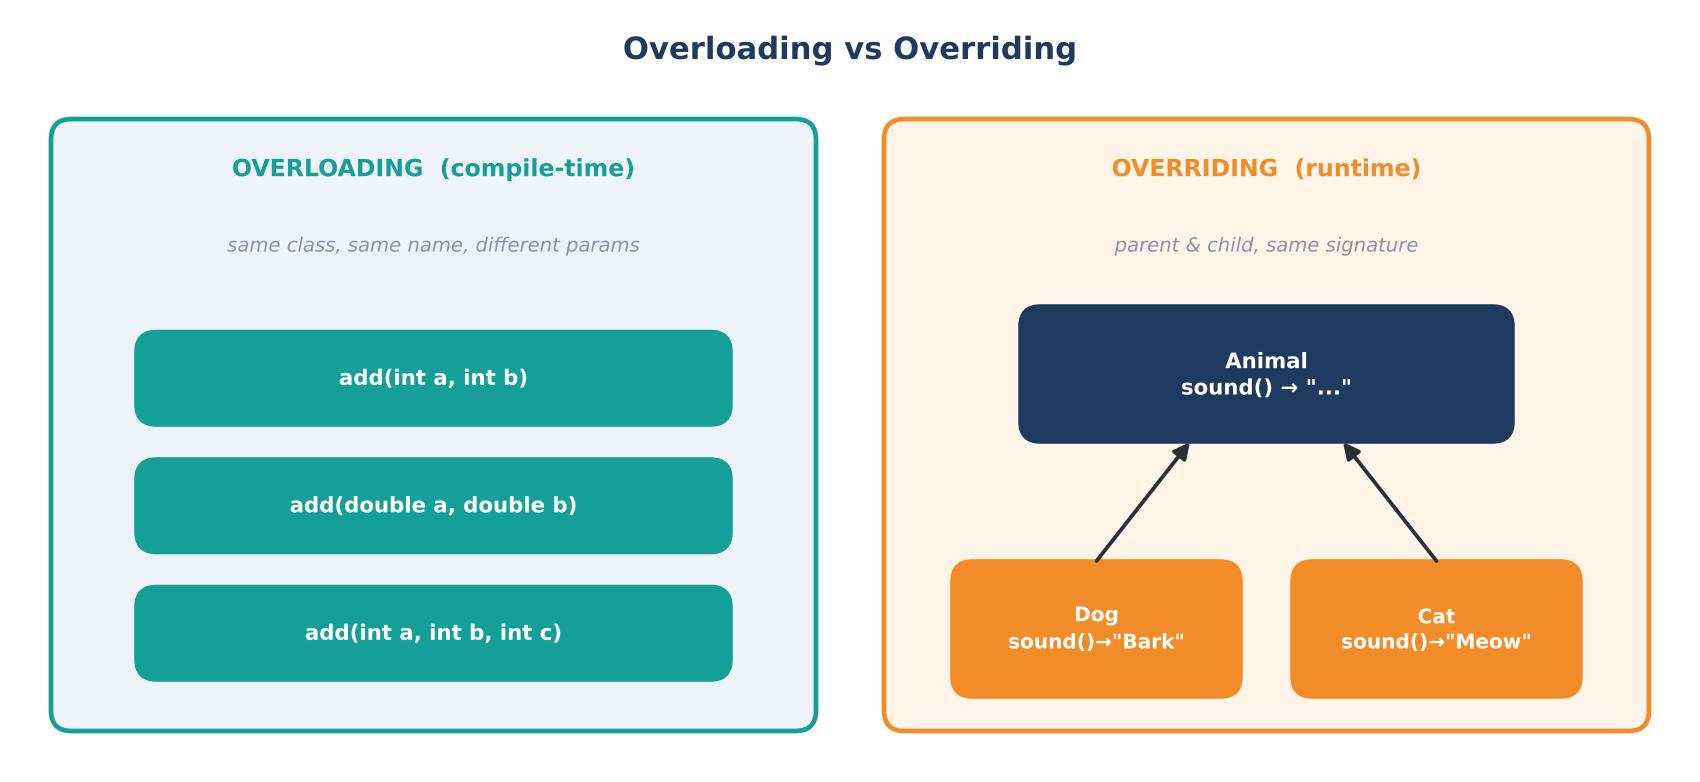 Overloading vs Overriding
OVERLOADING (compile-time)
same class, same name, different params
add(int a, int b)
add(double a, double b)
add(int a, int b, int c)
OVERRIDING (runtime)
parent & child, same signature
Animal
sound() → "..."
Dog
sound()→"Bark"
Cat
sound()→"Meow"